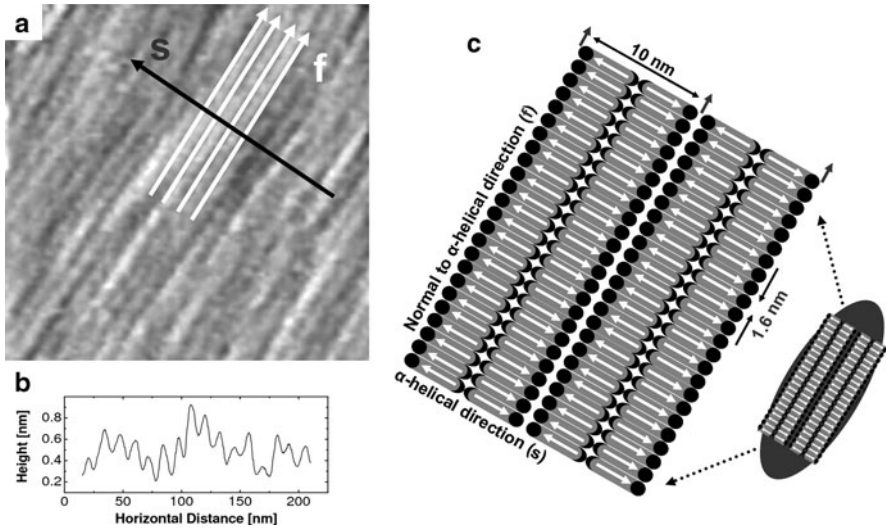 a
s
f
b
Height [nm]
0.8
0.6
0.4
0.2
0
50
100
150
200
Horizontal Distance [nm]
c
10 nm
Normal to α-helical direction (f)
α-helical direction (s)
1.6 nm